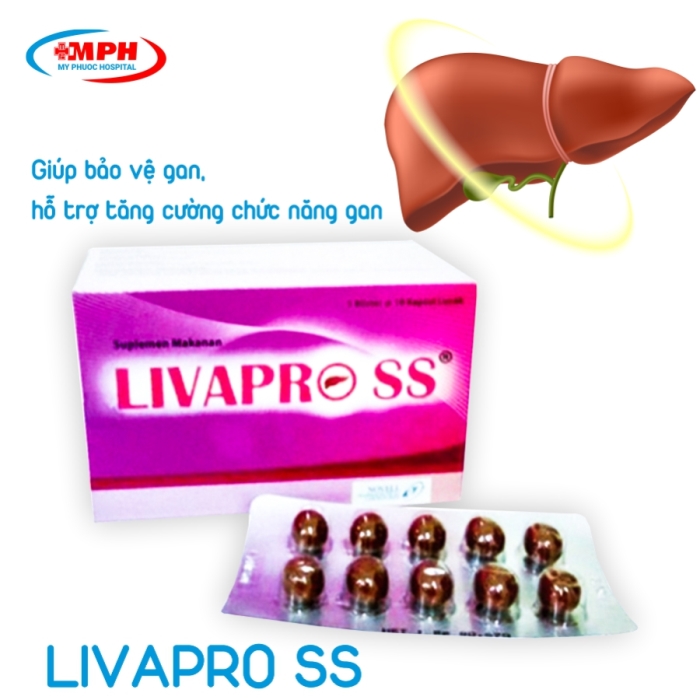 MPH
MY PHUOC HOSPITAL
Giúp bảo vệ gan,
hỗ trợ tăng cường chức năng gan
Suplemen Makanan
LIVAPRO SS®
LIVAPRO SS